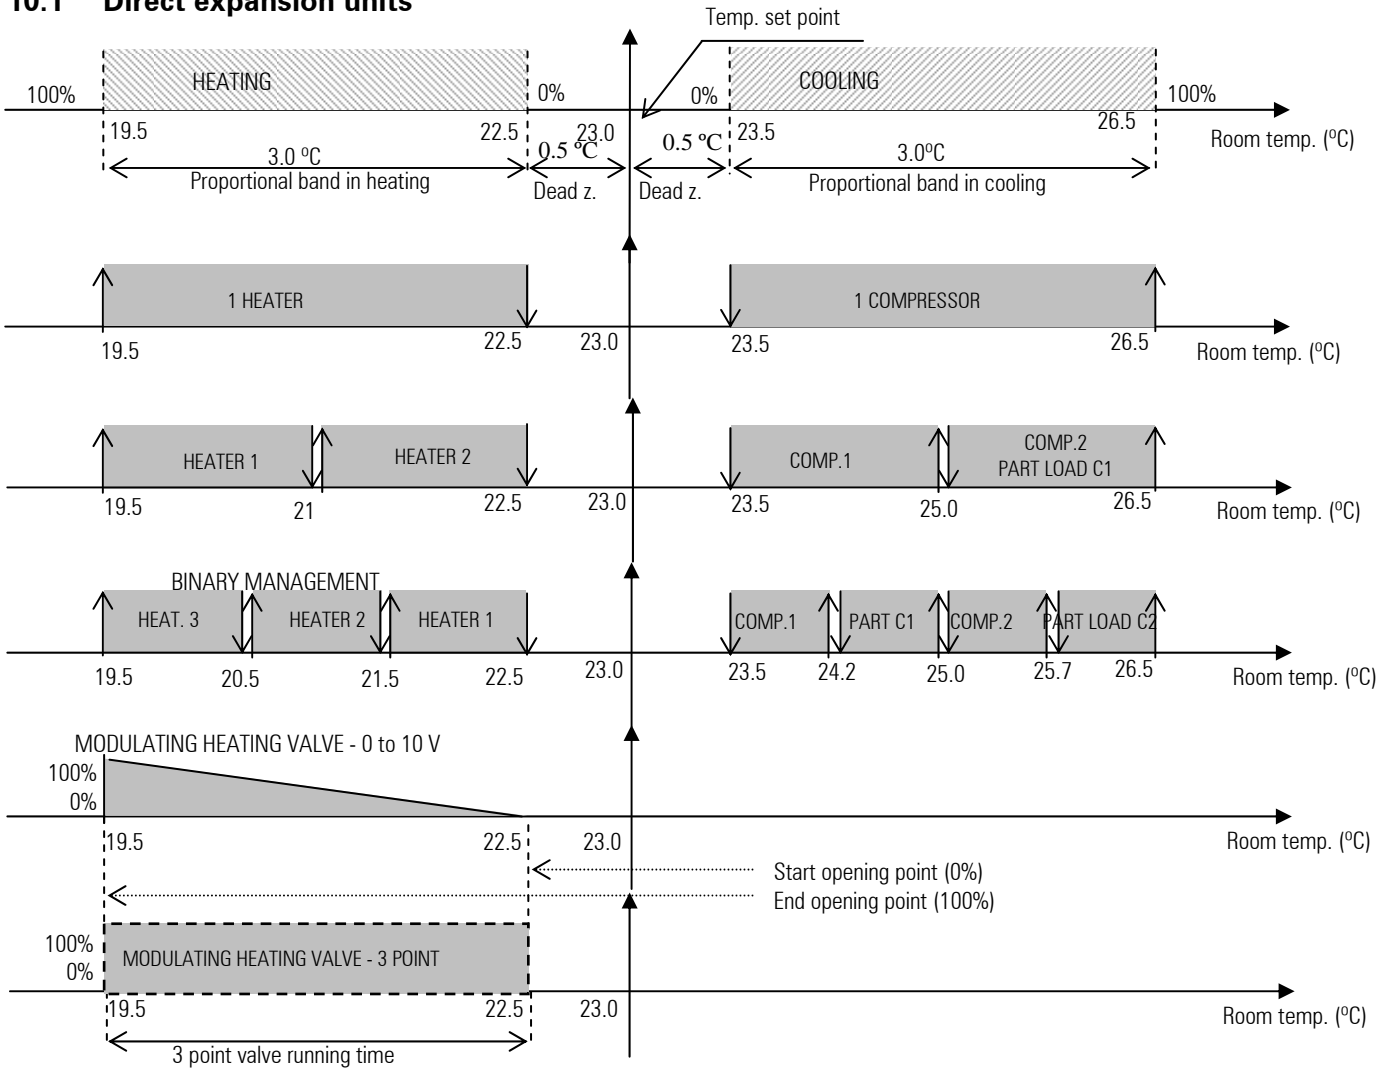 10.1 Direct expansion units
Temp. set point
HEATING
COOLING
100%
0%
0%
100%
19.5
22.5
23.0
23.5
26.5
Room temp. (ºC)
3.0 ºC
0.5 ºC
0.5 ºC
3.0ºC
Proportional band in heating
Dead z.
Dead z.
Proportional band in cooling
1 HEATER
1 COMPRESSOR
19.5
22.5
23.0
23.5
26.5
Room temp. (ºC)
HEATER 1
HEATER 2
COMP.1
COMP.2
PART LOAD C1
19.5
21
22.5
23.0
23.5
25.0
26.5
Room temp. (ºC)
BINARY MANAGEMENT
HEAT. 3
HEATER 2
HEATER 1
COMP.1
PART C1
COMP.2
PART LOAD C2
19.5
20.5
21.5
22.5
23.0
23.5
24.2
25.0
25.7
26.5
Room temp. (ºC)
MODULATING HEATING VALVE - 0 to 10 V
100%
0%
19.5
22.5
23.0
Room temp. (ºC)
Start opening point (0%)
End opening point (100%)
100%
0%
MODULATING HEATING VALVE - 3 POINT
19.5
22.5
23.0
Room temp. (ºC)
3 point valve running time